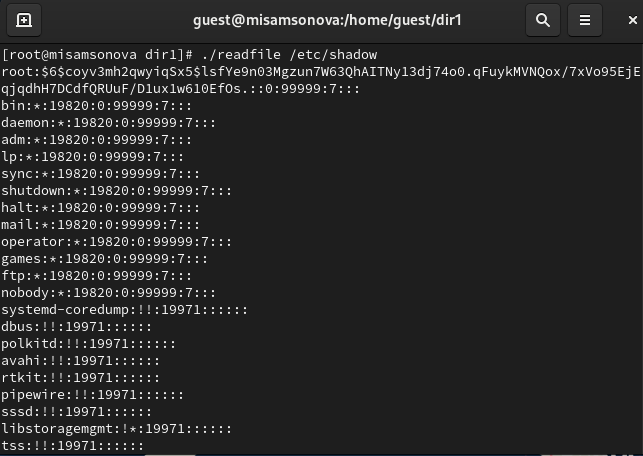 guest@misamsonova:/home/guest/dir1
[root@misamsonova dir1]# ./readfile /etc/shadow
root:$6$coyv3mh2qwyiqSx5$lsfYe9n03Mgzun7W63QhAITNy13dj74o0.qFuykMVNQox/7xVo95EjE
qjqdhH7DCdfQRUuF/D1ux1w610EfOs.::0:99999:7:::
bin:*:19820:0:99999:7:::
daemon:*:19820:0:99999:7:::
adm:*:19820:0:99999:7:::
lp:*:19820:0:99999:7:::
sync:*:19820:0:99999:7:::
shutdown:*:19820:0:99999:7:::
halt:*:19820:0:99999:7:::
mail:*:19820:0:99999:7:::
operator:*:19820:0:99999:7:::
games:*:19820:0:99999:7:::
ftp:*:19820:0:99999:7:::
nobody:*:19820:0:99999:7:::
systemd-coredump:!!:19971::::::
dbus:!!:19971::::::
polkitd:!!:19971::::::
avahi:!!:19971::::::
rtkit:!!:19971::::::
pipewire:!!:19971::::::
sssd:!!:19971::::::
libstoragemgmt:!*:19971::::::
tss:!!:19971::::::